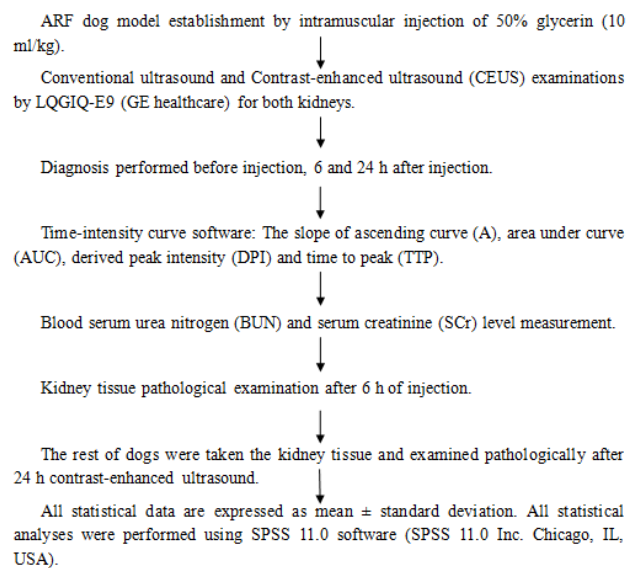 ARF dog model establishment by intramuscular injection of 50% glycerin (10
ml/kg).
Conventional ultrasound and Contrast-enhanced ultrasound (CEUS) examinations
by LQGIQ-E9 (GE healthcare) for both kidneys.
Diagnosis performed before injection, 6 and 24 h after injection.
Time-intensity curve software: The slope of ascending curve (A), area under curve
(AUC), derived peak intensity (DPI) and time to peak (TTP).
Blood serum urea nitrogen (BUN) and serum creatinine (SCr) level measurement.
Kidney tissue pathological examination after 6 h of injection.
The rest of dogs were taken the kidney tissue and examined pathologically after
24 h contrast-enhanced ultrasound.
All statistical data are expressed as mean ± standard deviation. All statistical
analyses were performed using SPSS 11.0 software (SPSS 11.0 Inc. Chicago, IL,
USA).